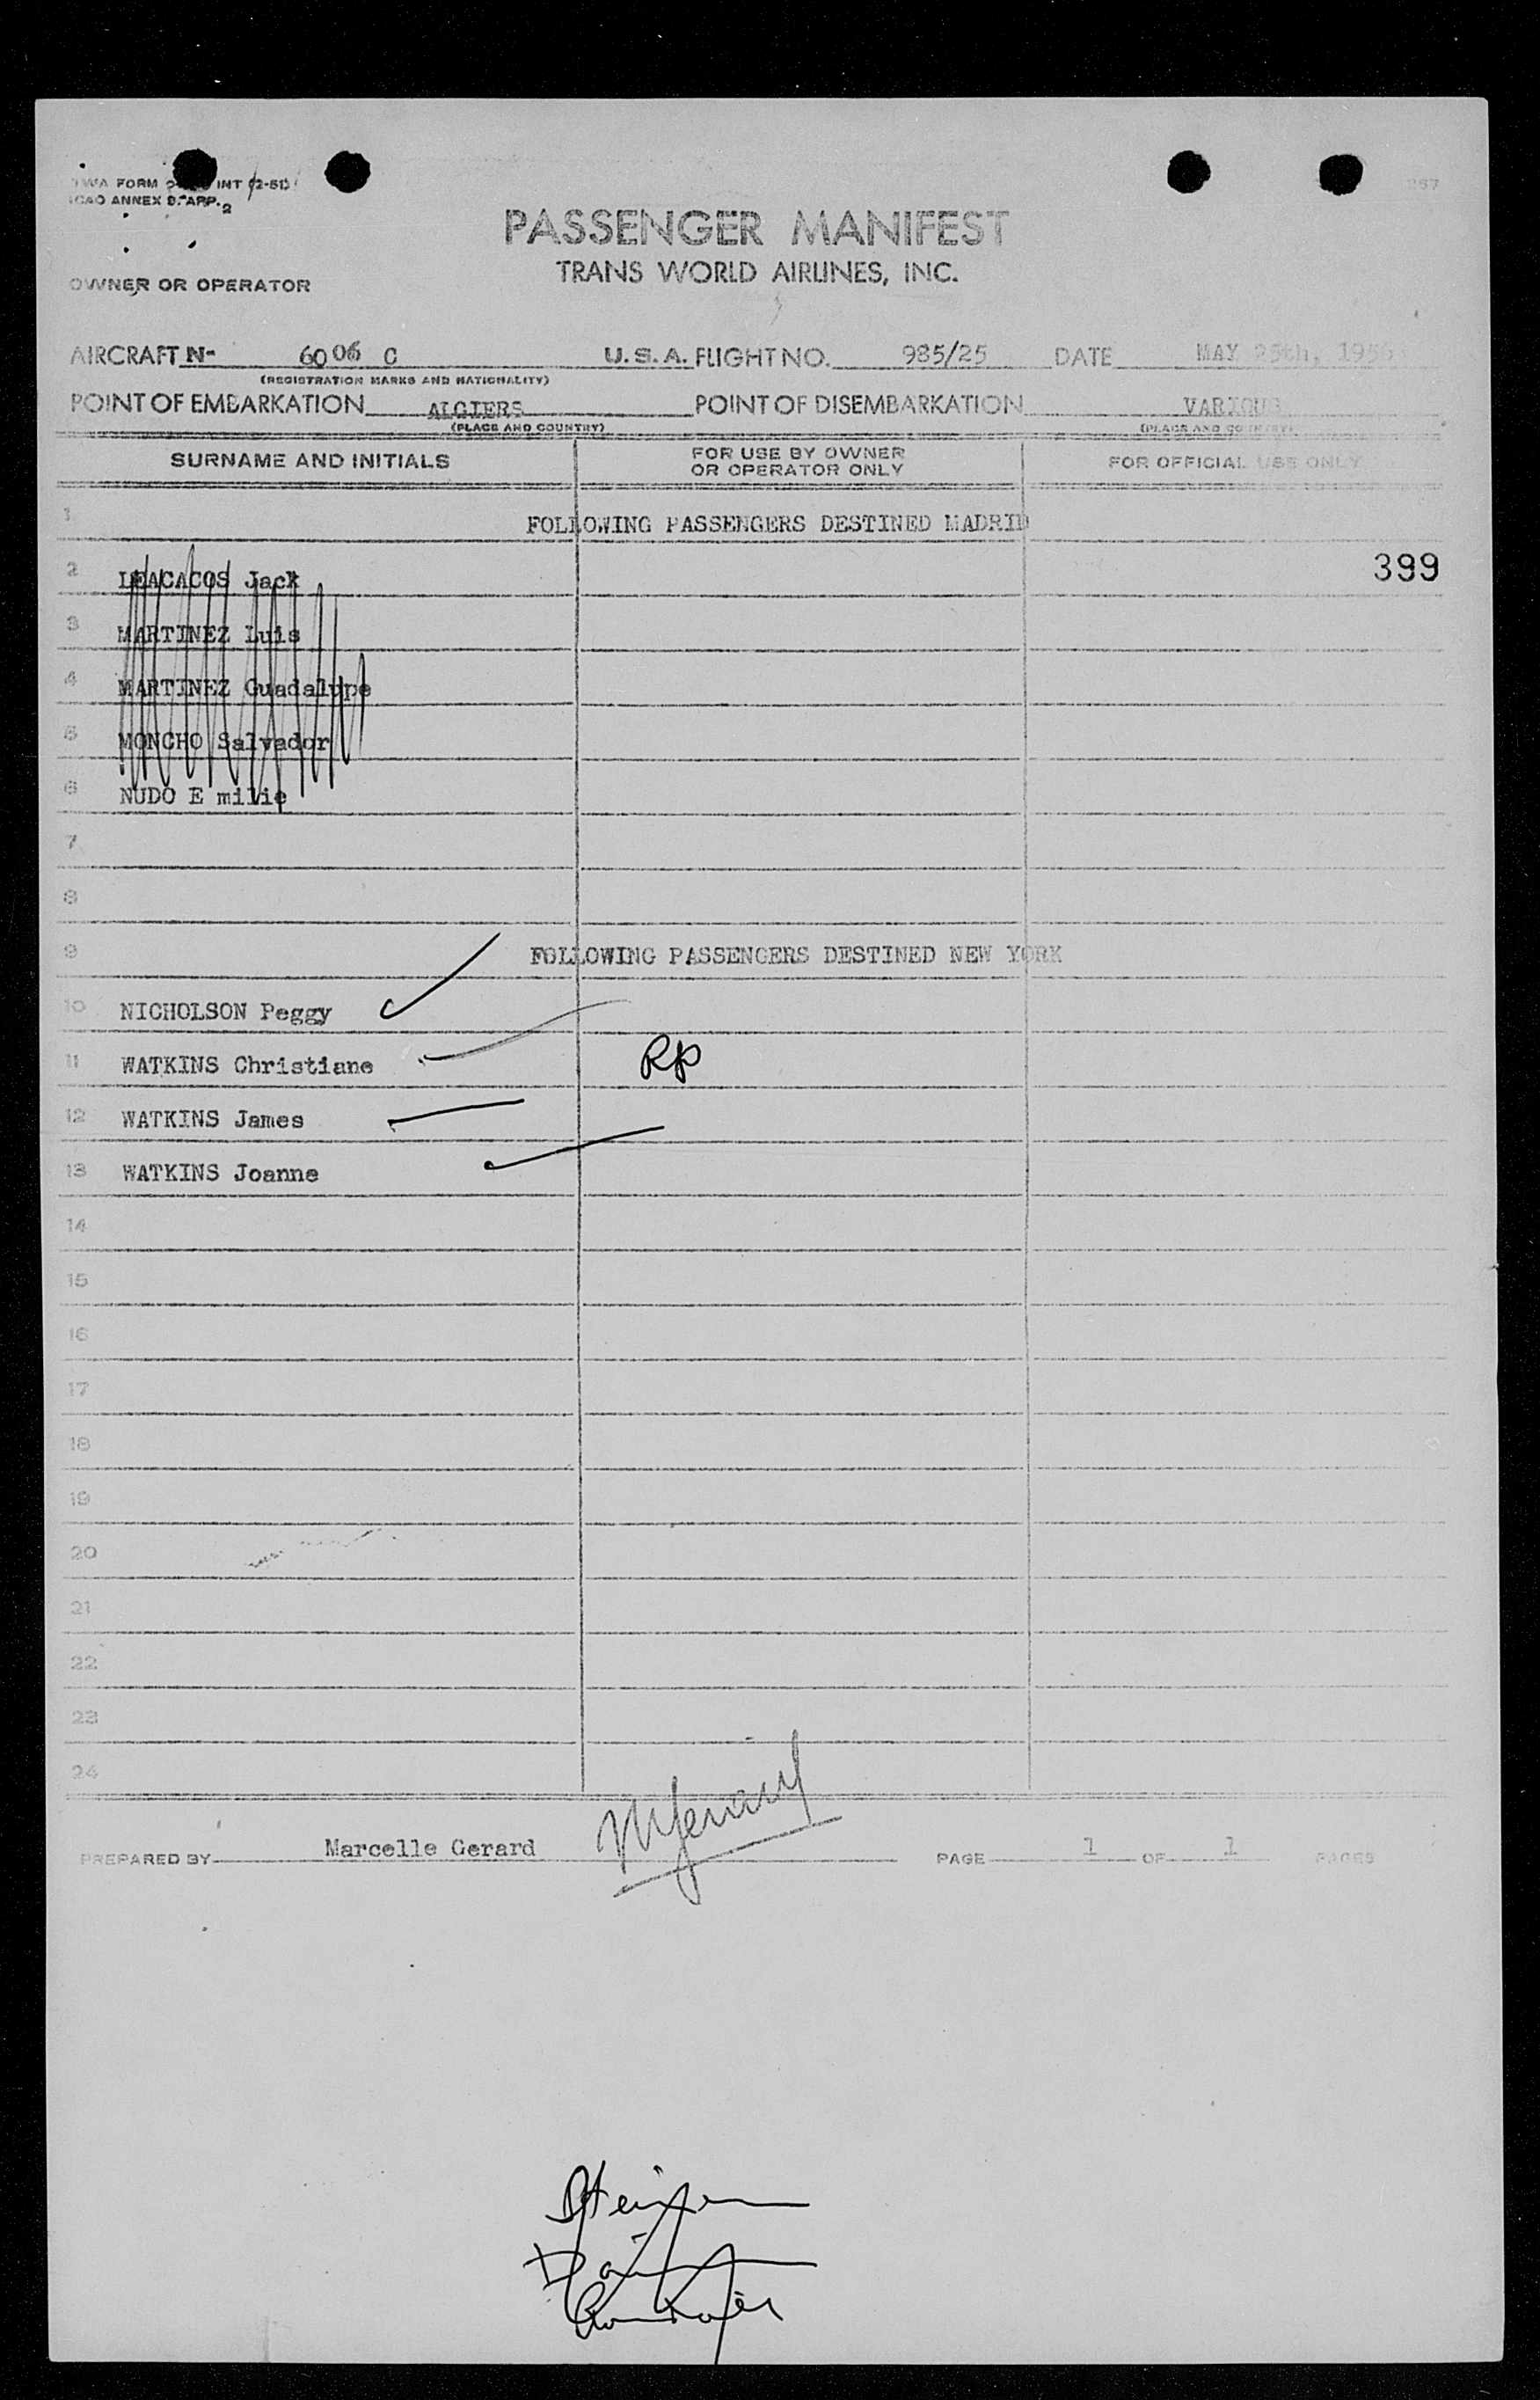 TWA FORM INT (2-51)
ICAO ANNEX 9. APP. 2
267
PASSENGER MANIFEST
OWNER OR OPERATOR TRANS WORLD AIRLINES, INC.
AIRCRAFT N- 6006 C U.S.A. FLIGHT NO. 985/25 DATE MAY 25th,
(REGISTRATION MARKS AND NATIONALITY)
POINT OF EMBARKATION ALGIERS POINT OF DISEMBARKATION VARIOUS
(PLACE AND COUNTRY) (PLACE AND COUNTRY)
SURNAME AND INITIALS FOR USE BY OWNER OR OPERATOR ONLY FOR OFFICIAL USE ONLY
1 FOLLOWING PASSENGERS DESTINED MADRID
2 LEACACOS Jack 399
3 MARTINEZ Luis
4 MARTINEZ Guadalupe
5 MONCHO Salvador
6 NUDO E milie
7
8
9 FOLLOWING PASSENGERS DESTINED NEW YORK
10 NICHOLSON Peggy
11 WATKINS Christiane RP
12 WATKINS James
13 WATKINS Joanne
14
15
16
17
18
19
20
21
22
23
24
PREPARED BY Marcelle Gerard MGerard PAGE 1 OF 1 PAGES